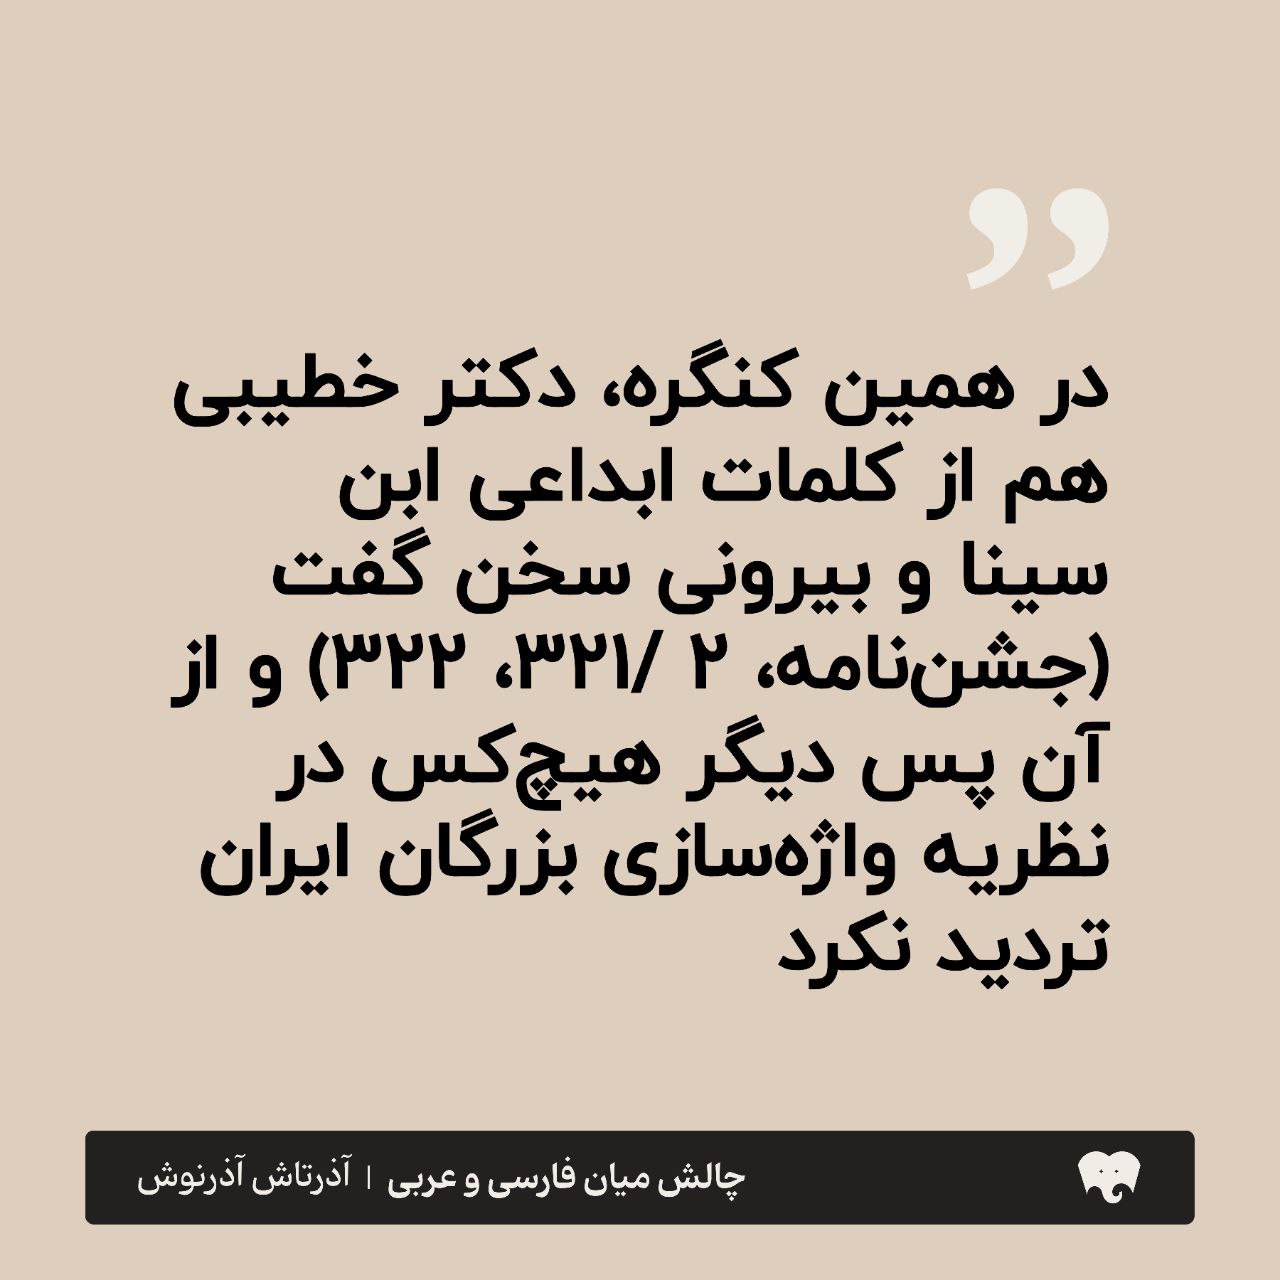 ”
در همین کنگره، دکتر خطیبی
هم از کلمات ابداعی ابن
سینا و بیرونی سخن گفت
(جشن‌نامه، ۲ /۳۲۱، ۳۲۲) و از
آن پس دیگر هیچ‌کس در
نظریه واژه‌سازی بزرگان ایران
تردید نکرد
چالش میان فارسی و عربی | آذرتاش آذرنوش